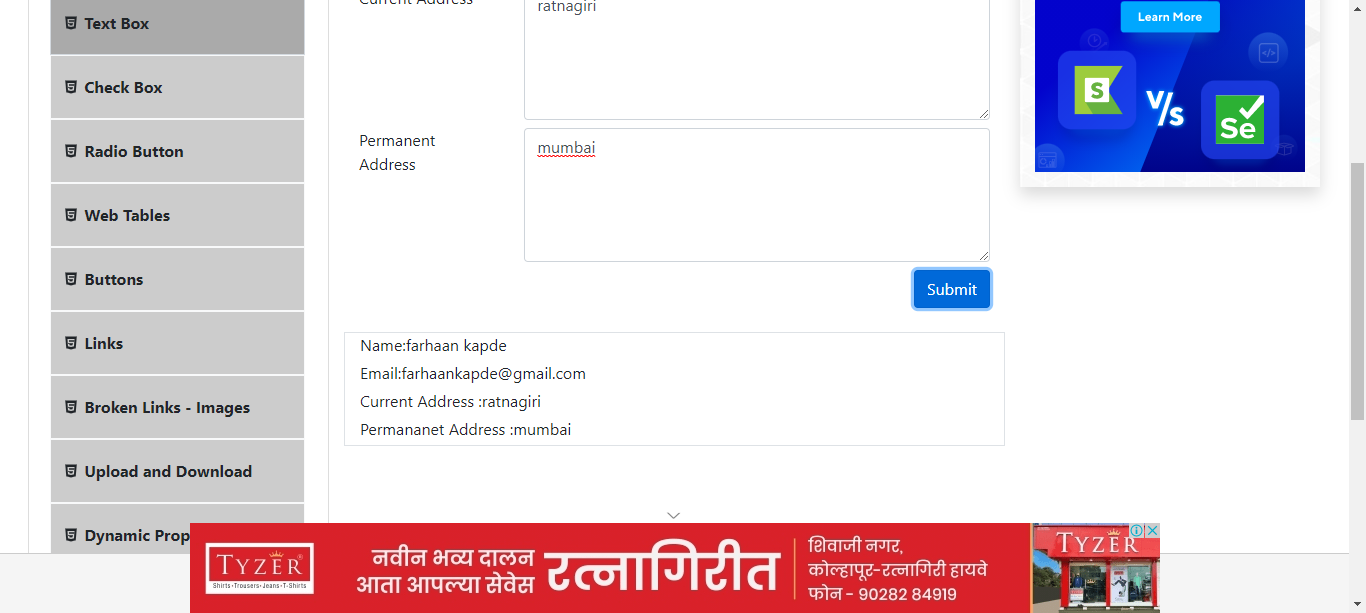 Text Box
Check Box
Radio Button
Web Tables
Buttons
Links
Broken Links - Images
Upload and Download
Dynamic Prop
Current Address
ratnagiri
Permanent
Address
mumbai
Submit
Name:farhaan kapde
Email:farhaankapde@gmail.com
Current Address :ratnagiri
Permananet Address :mumbai
Learn More
S
V/s
Se
TYZER
Shirts•Trousers•Jeans•T-Shirts
नवीन भव्य दालन
आता आपल्या सेवेस
रत्नागिरीत
शिवाजी नगर,
कोल्हापूर-रत्नागिरी हायवे
फोन - 90282 84919
TYZER